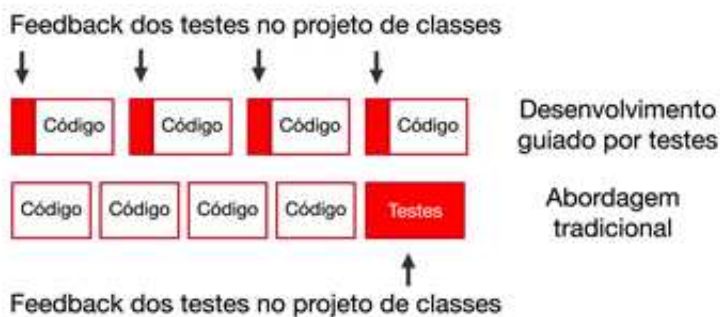 Feedback dos testes no projeto de classes
Código Código Código Código
Desenvolvimento
guiado por testes
Código Código Código Código Testes
Abordagem
tradicional
Feedback dos testes no projeto de classes